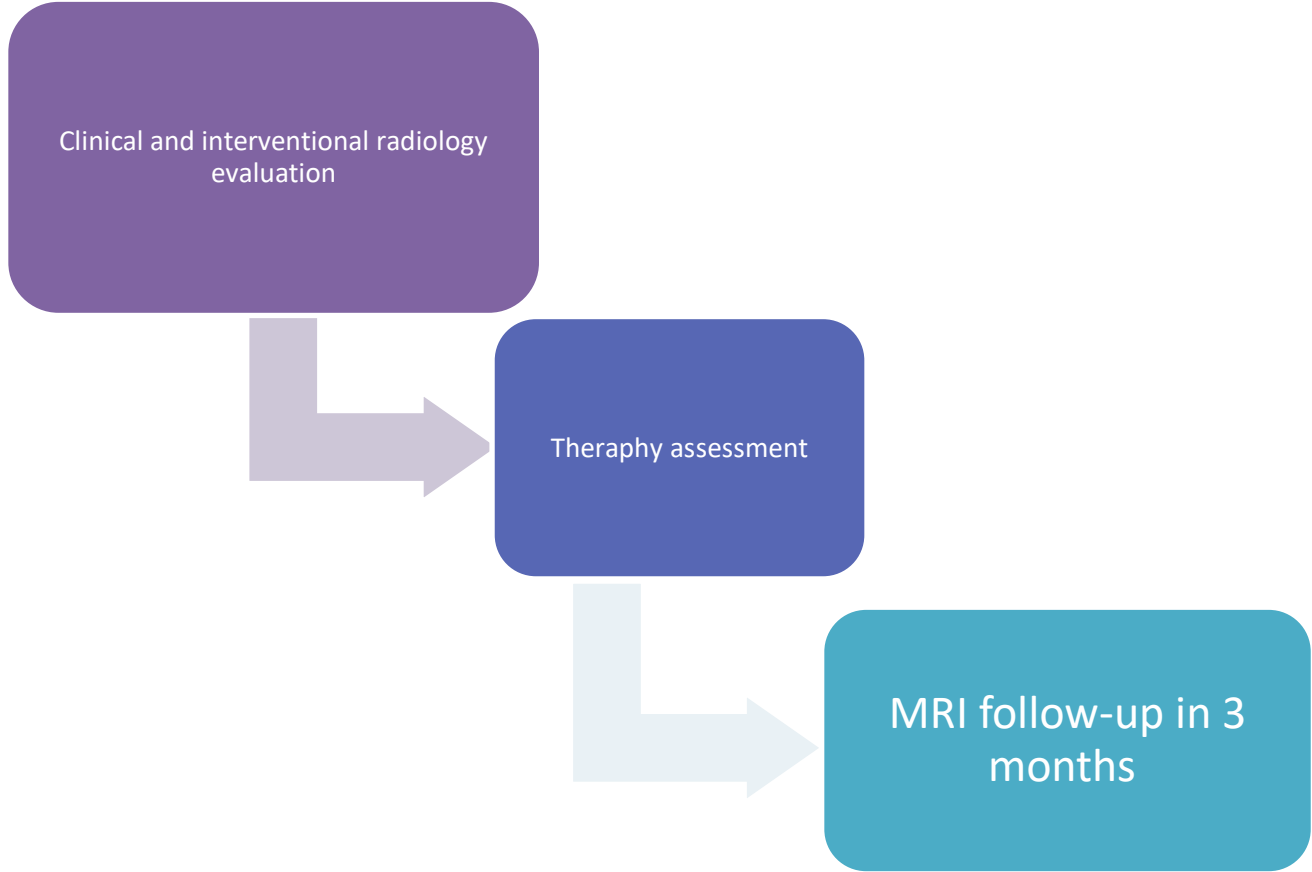 Clinical and interventional radiology
evaluation
Theraphy assessment
MRI follow-up in 3
months